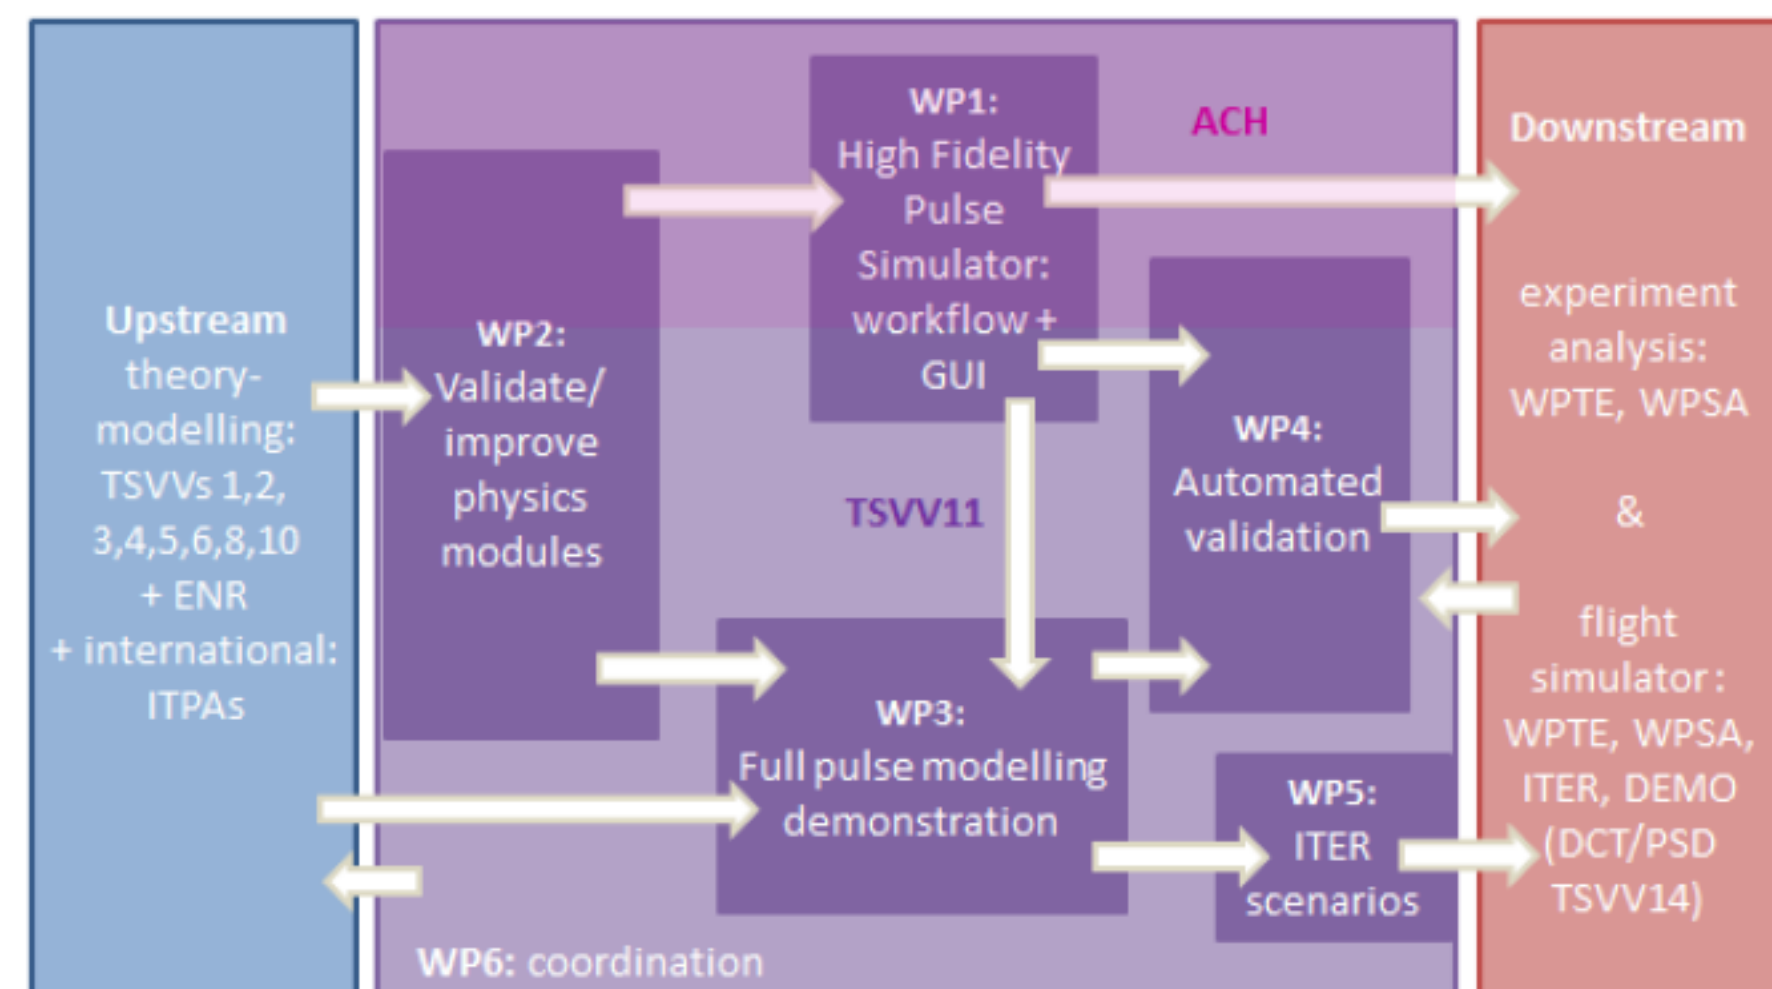 Upstream
theory-
modelling:
TSVVs 1,2,
3,4,5,6,8,10
+ ENR
+ international:
ITPAs
WP2:
Validate/
improve
physics
modules
WP1:
High Fidelity
Pulse
Simulator:
workflow +
GUI
ACH
TSVV11
WP4:
Automated
validation
WP3:
Full pulse modelling
demonstration
WP5:
ITER
scenarios
WP6: coordination
Downstream
experiment
analysis:
WPTE, WPSA
&
flight
simulator:
WPTE, WPSA,
ITER, DEMO
(DCT/PSD
TSVV14)